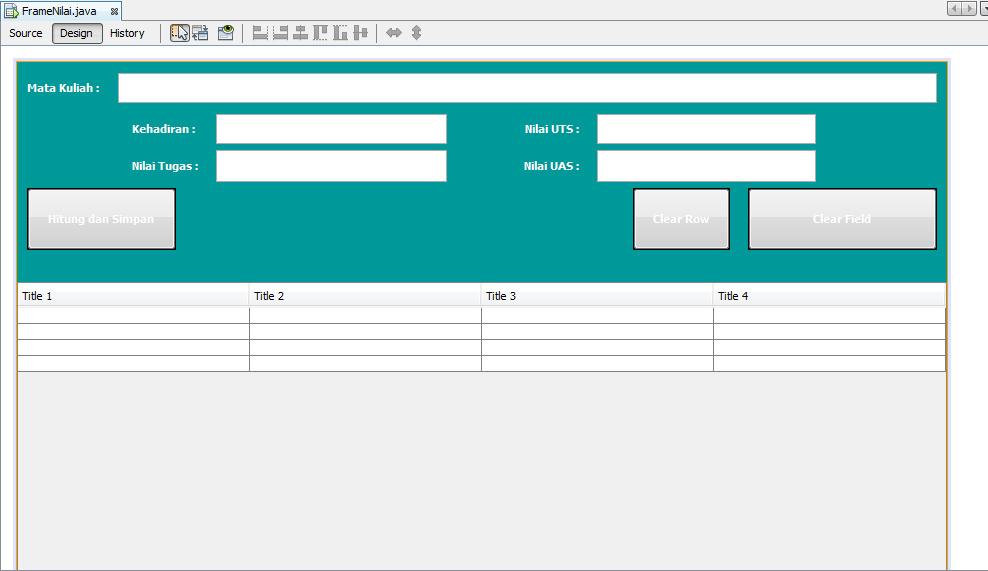 FrameNilai.java
Source Design History
Mata Kuliah :
Kehadiran : Nilai UTS :
Nilai Tugas : Nilai UAS :
Hitung dan Simpan Clear Row Clear Field
Title 1 Title 2 Title 3 Title 4